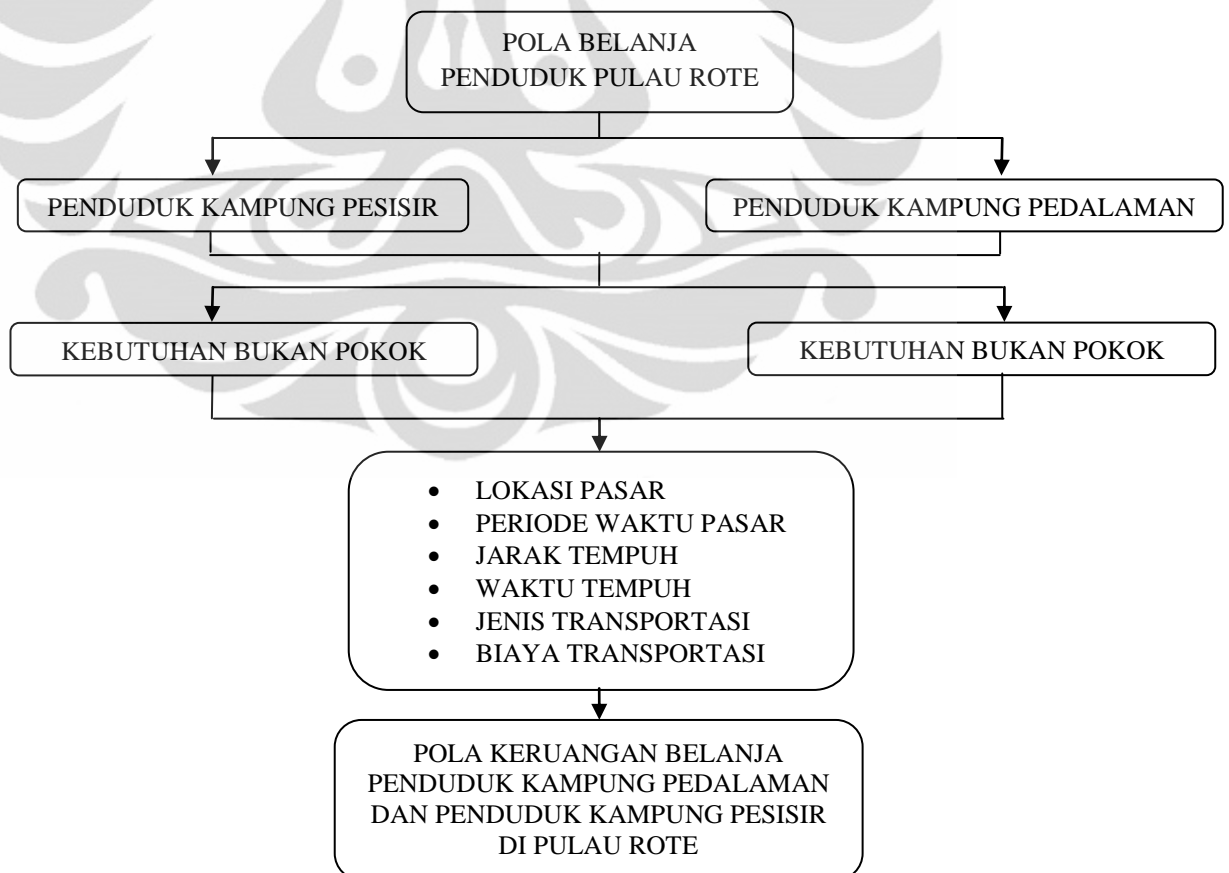 POLA BELANJA
PENDUDUK PULAU ROTE
PENDUDUK KAMPUNG PESISIR
PENDUDUK KAMPUNG PEDALAMAN
KEBUTUHAN BUKAN POKOK
KEBUTUHAN BUKAN POKOK
• LOKASI PASAR
• PERIODE WAKTU PASAR
• JARAK TEMPUH
• WAKTU TEMPUH
• JENIS TRANSPORTASI
• BIAYA TRANSPORTASI
POLA KERUANGAN BELANJA
PENDUDUK KAMPUNG PEDALAMAN
DAN PENDUDUK KAMPUNG PESISIR
DI PULAU ROTE